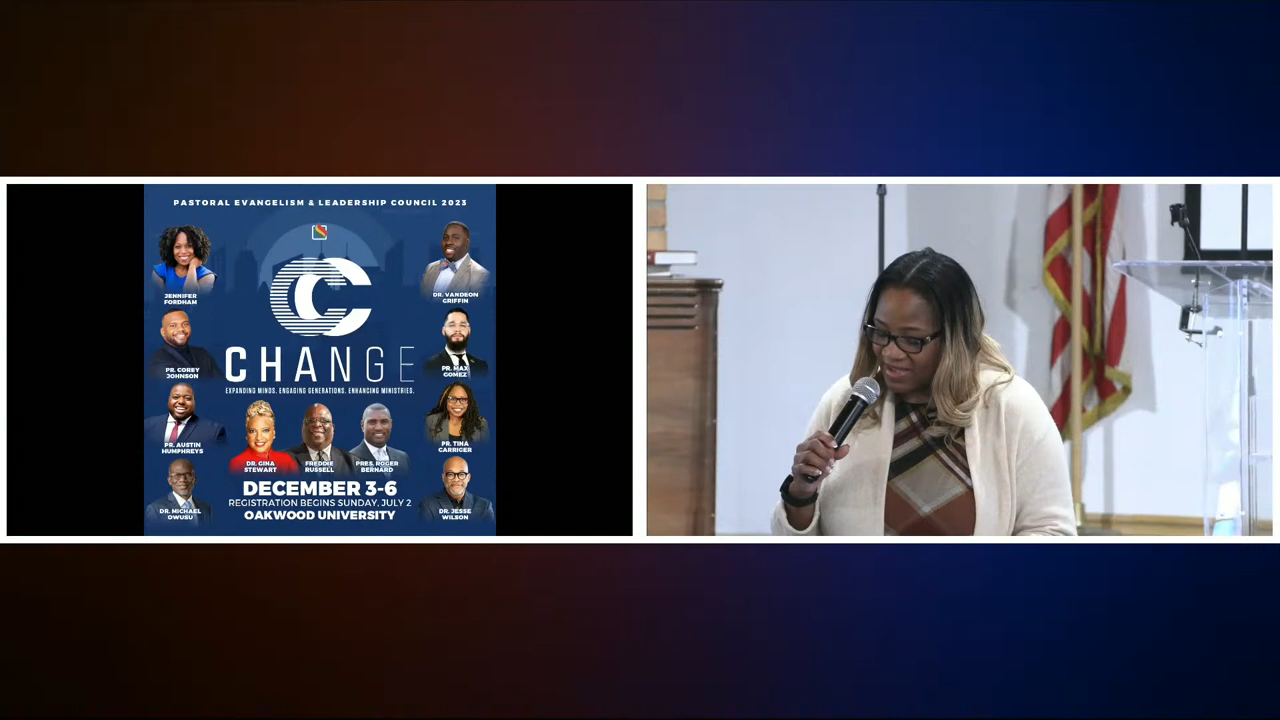 PASTORAL EVANGELISM & LEADERSHIP COUNCIL 2023
CHANGE
EXPANDING MINDS. ENGAGING GENERATIONS. ENHANCING MINISTRIES.
JENNIFER
FORDHAM
DR. VANDEON
GRIFFIN
PR. COREY
JOHNSON
PR. MAX
GOMEZ
PR. AUSTIN
HUMPHREYS
PR. TINA
CARRIGER
DR. GINA
STEWART
FREDDIE
RUSSELL
PRES. ROGER
BERNARD
DR. MICHAEL
OWUSU
DR. JESSE
WILSON
DECEMBER 3-6
REGISTRATION BEGINS SUNDAY, JULY 2
OAKWOOD UNIVERSITY